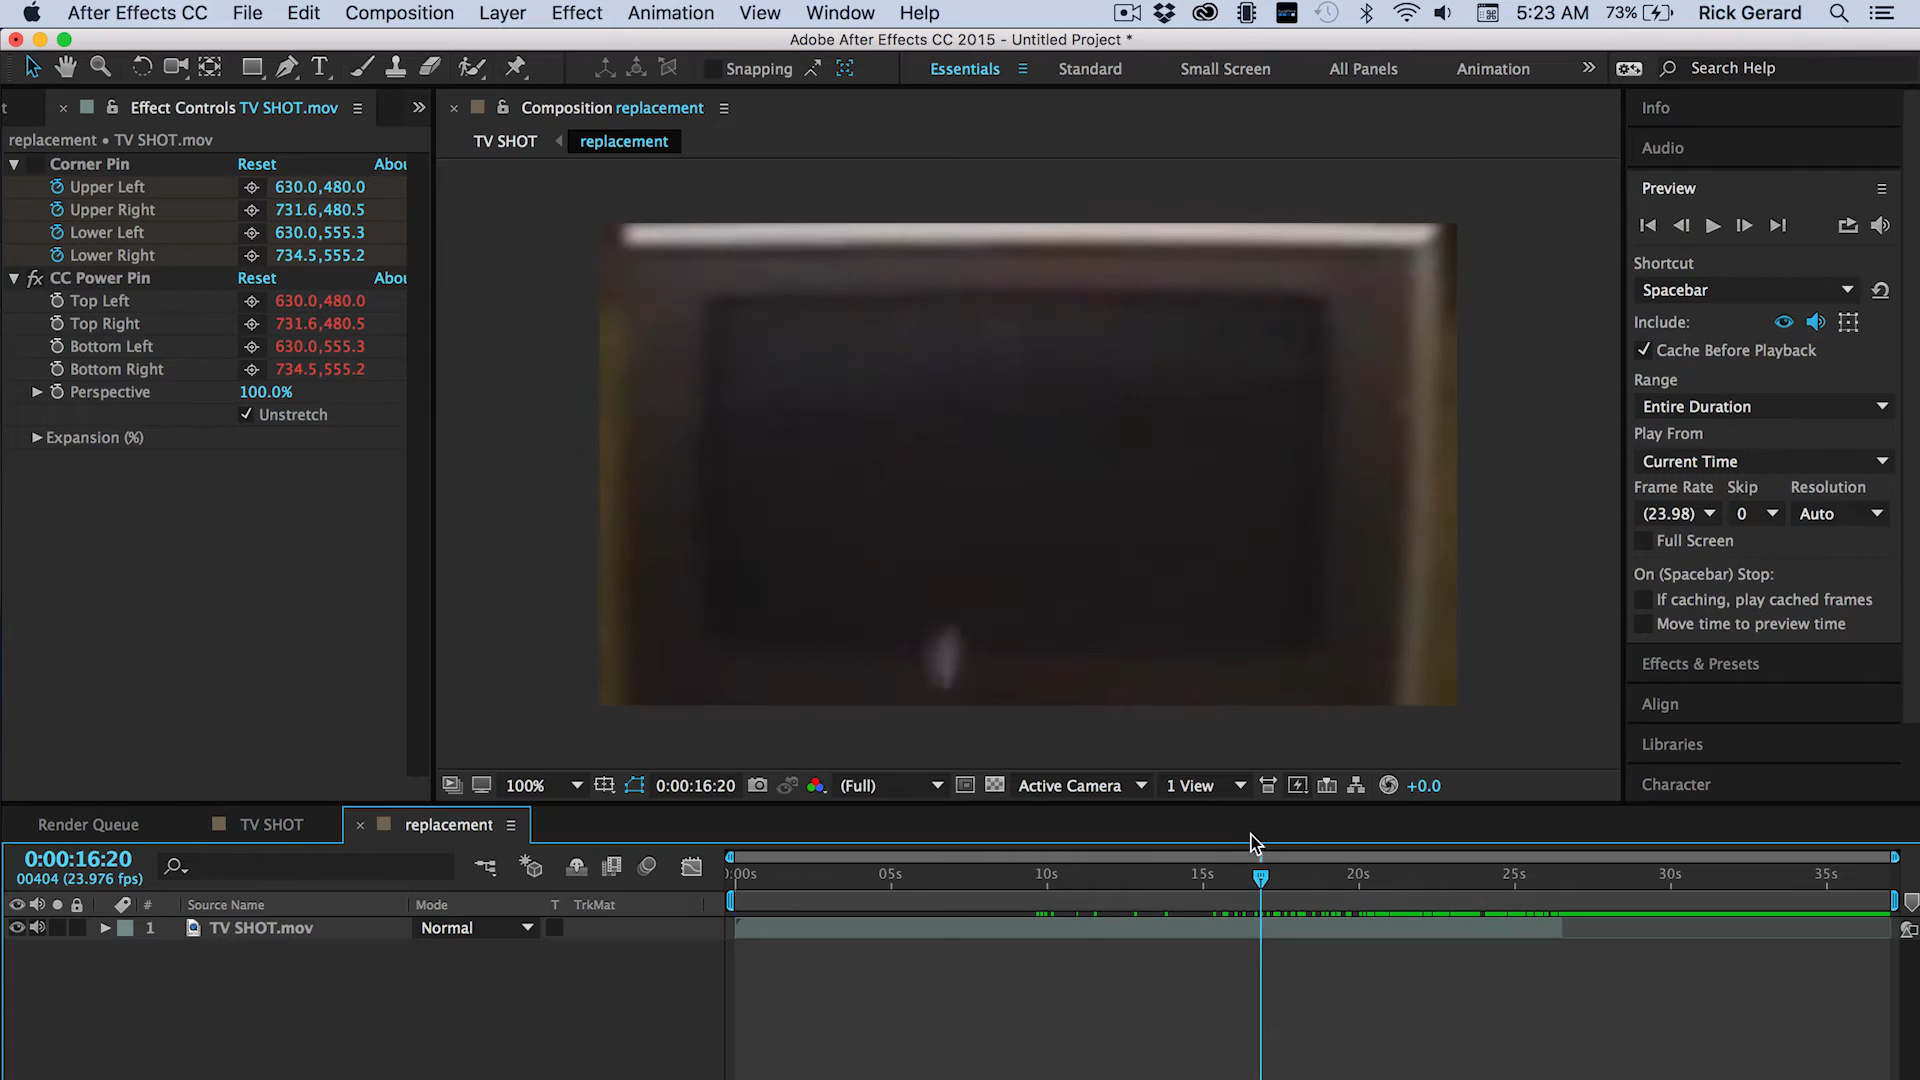 After Effects CC File Edit Composition Layer Effect Animation View Window Help 5:23 AM 73% Rick Gerard
Adobe After Effects CC 2015 - Untitled Project *
Snapping Essentials Standard Small Screen All Panels Animation Search Help
t Effect Controls TV SHOT.mov
replacement • TV SHOT.mov
Corner Pin Reset Abou
Upper Left 630.0,480.0
Upper Right 731.6,480.5
Lower Left 630.0,555.3
Lower Right 734.5,555.2
fx CC Power Pin Reset Abou
Top Left 630.0,480.0
Top Right 731.6,480.5
Bottom Left 630.0,555.3
Bottom Right 734.5,555.2
Perspective 100.0%
Unstretch
Expansion (%)
Composition replacement
TV SHOT replacement
100% 0:00:16:20 (Full) Active Camera 1 View +0.0
Info
Audio
Preview
Shortcut
Spacebar
Include:
Cache Before Playback
Range
Entire Duration
Play From
Current Time
Frame Rate Skip Resolution
(23.98) 0 Auto
Full Screen
On (Spacebar) Stop:
If caching, play cached frames
Move time to preview time
Effects & Presets
Align
Libraries
Character
Render Queue TV SHOT replacement
0:00:16:20
00404 (23.976 fps)
:00s 05s 10s 15s 20s 25s 30s 35s
# Source Name Mode T TrkMat
1 TV SHOT.mov Normal